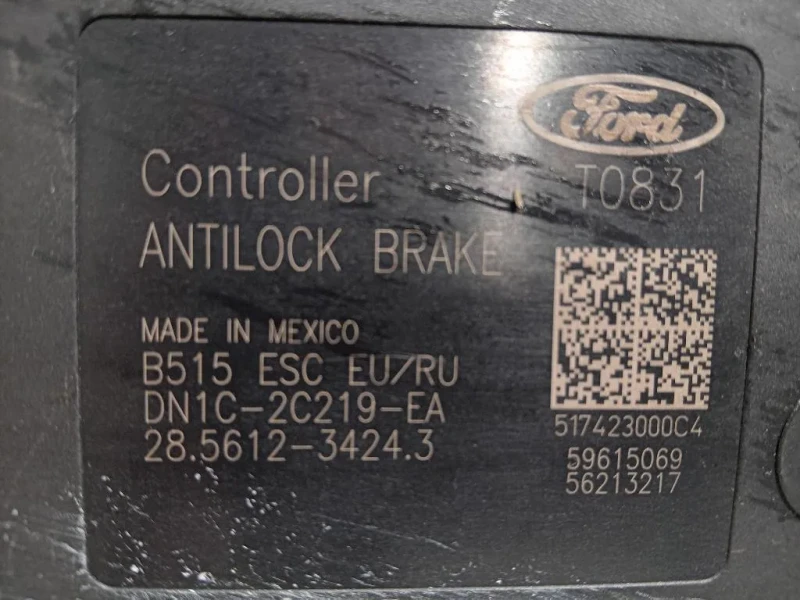 Ford
Controller T0831
ANTILOCK BRAKE
MADE IN MEXICO
B515 ESC EU/RU
DN1C-2C219-EA
28.5612-3424.3
517423000C4
59615069
56213217